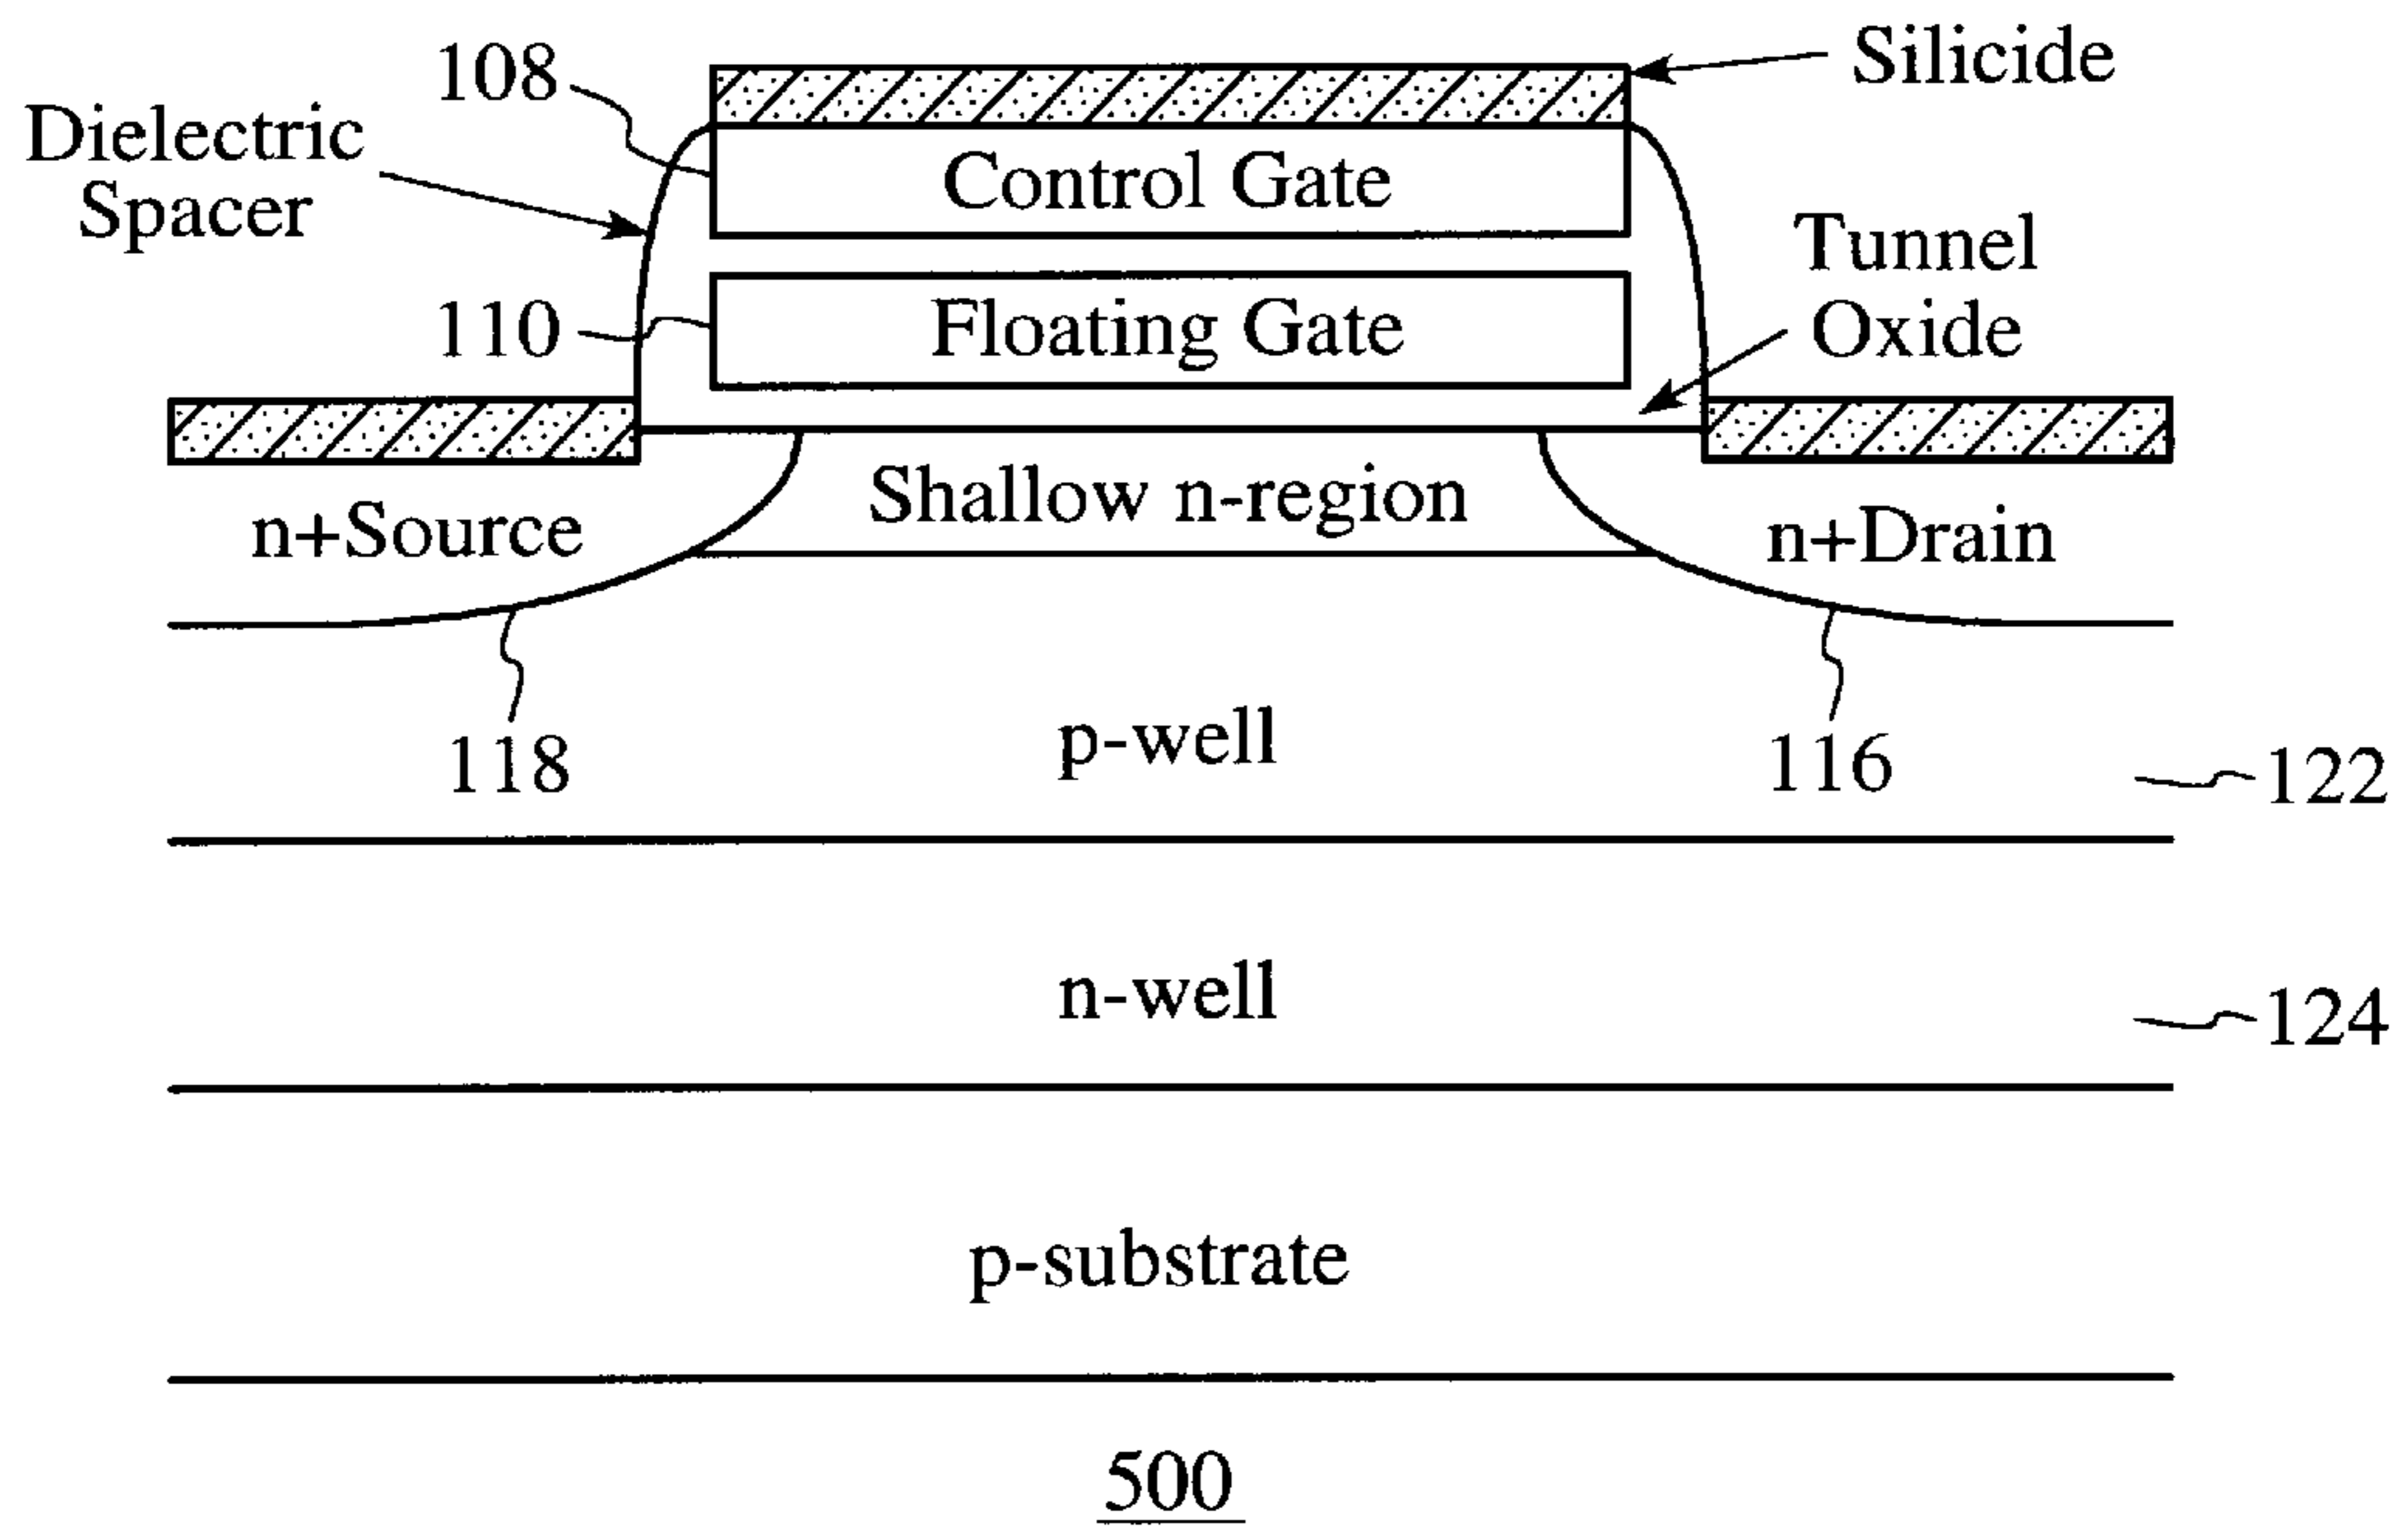 Silicide
108
Dielectric
Spacer
Control Gate
Tunnel
Oxide
110
Floating Gate
Shallow n-region
n+Source
n+Drain
118
p-well
116
122
n-well
124
p-substrate
500